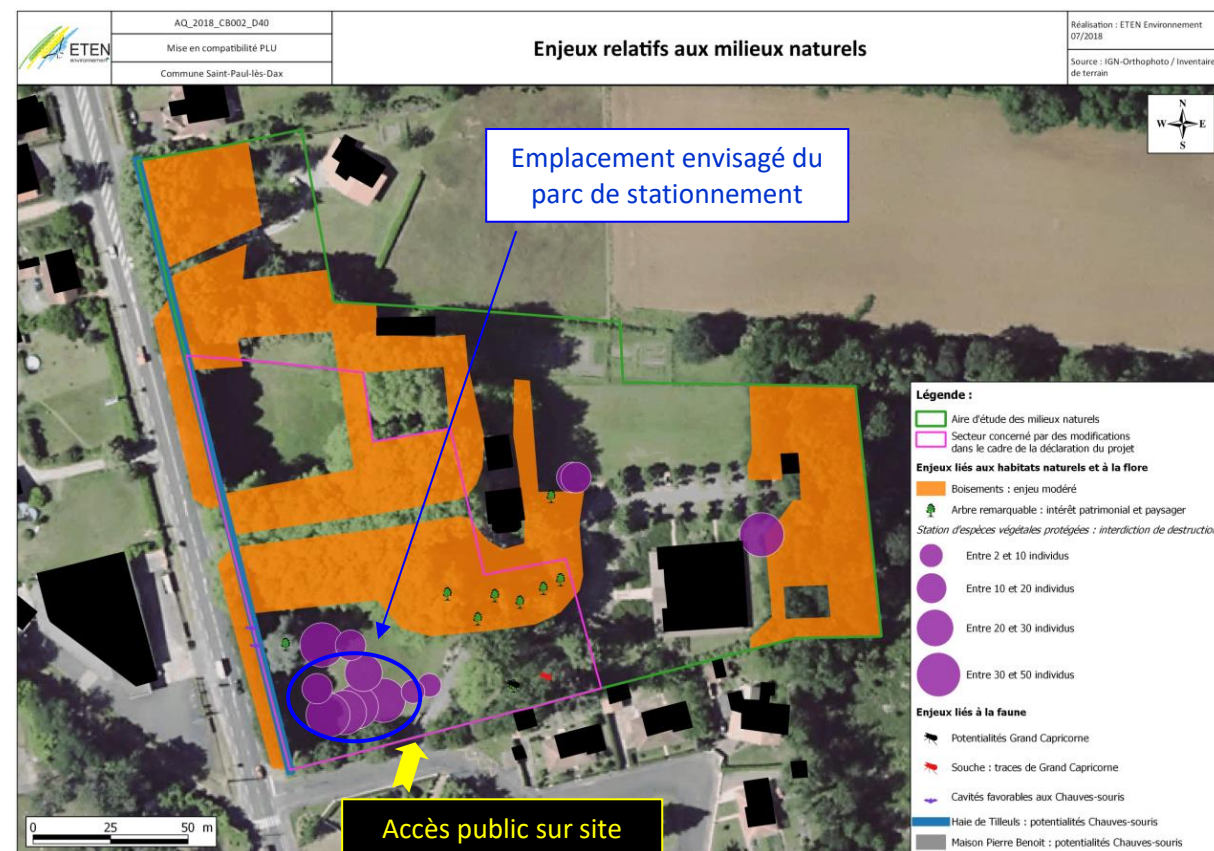 ETEN
environnement
AQ_2018_CB002_D40
Mise en compatibilité PLU
Commune Saint-Paul-lès-Dax
Enjeux relatifs aux milieux naturels
Réalisation : ETEN Environnement
07/2018
Source : IGN-Orthophoto / Inventaire
de terrain
N
W E
S
Emplacement envisagé du
parc de stationnement
Légende :
Aire d'étude des milieux naturels
Secteur concerné par des modifications
dans le cadre de la déclaration du projet
Enjeux liés aux habitats naturels et à la flore
Boisements : enjeu modéré
Arbre remarquable : intérêt patrimonial et paysager
Station d'espèces végétales protégées : interdiction de destruction
Entre 2 et 10 individus
Entre 10 et 20 individus
Entre 20 et 30 individus
Entre 30 et 50 individus
Enjeux liés à la faune
Potentialités Grand Capricorne
Souche : traces de Grand Capricorne
Cavités favorables aux Chauves-souris
Haie de Tilleuls : potentialités Chauves-souris
Maison Pierre Benoit : potentialités Chauves-souris
0 25 50 m
Accès public sur site